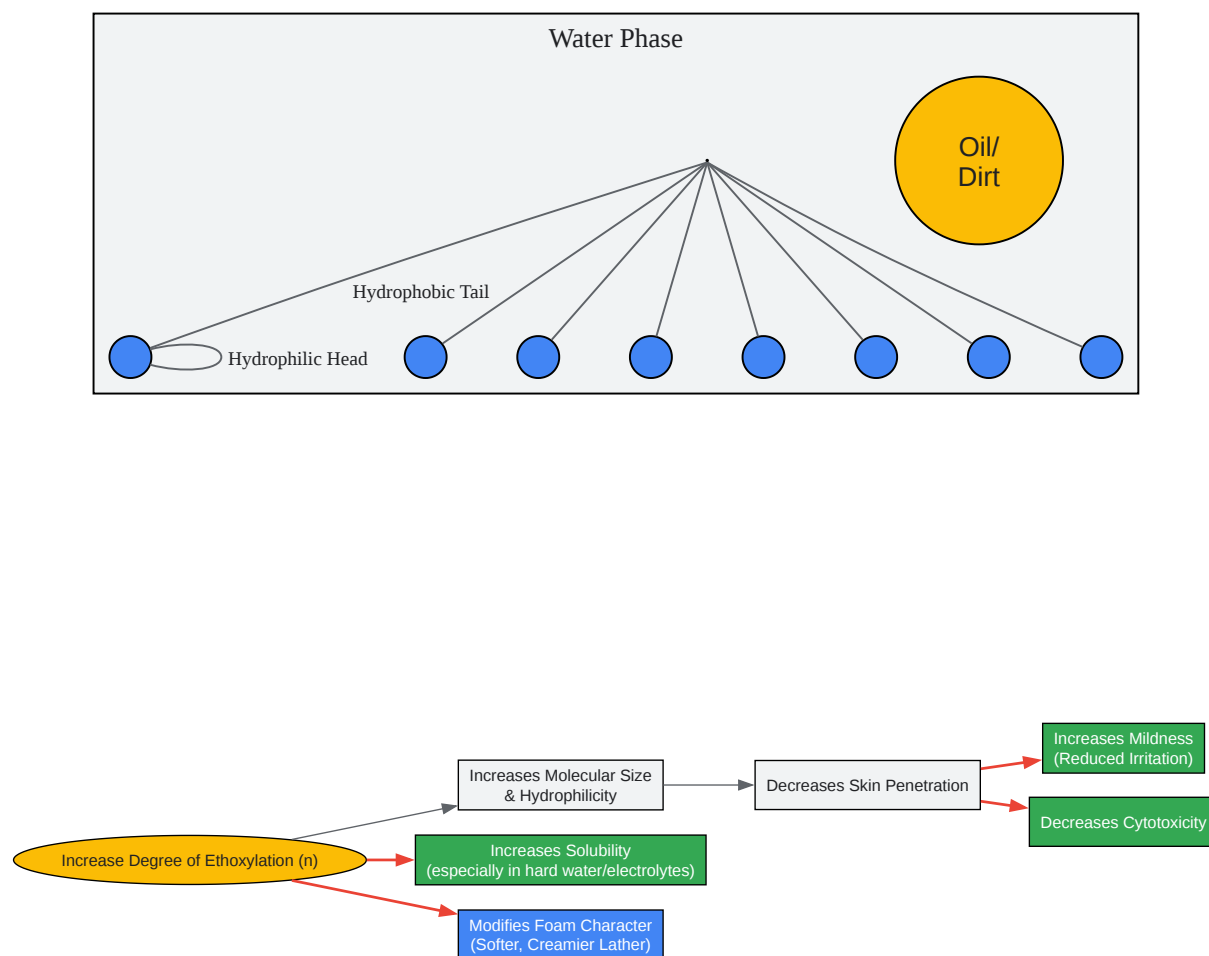 Water Phase
Oil/
Dirt
Hydrophobic Tail
Hydrophilic Head
Increases Mildness
(Reduced Irritation)
Increases Molecular Size
& Hydrophilicity
Decreases Skin Penetration
Decreases Cytotoxicity
Increase Degree of Ethoxylation (n)
Increases Solubility
(especially in hard water/electrolytes)
Modifies Foam Character
(Softer, Creamier Lather)